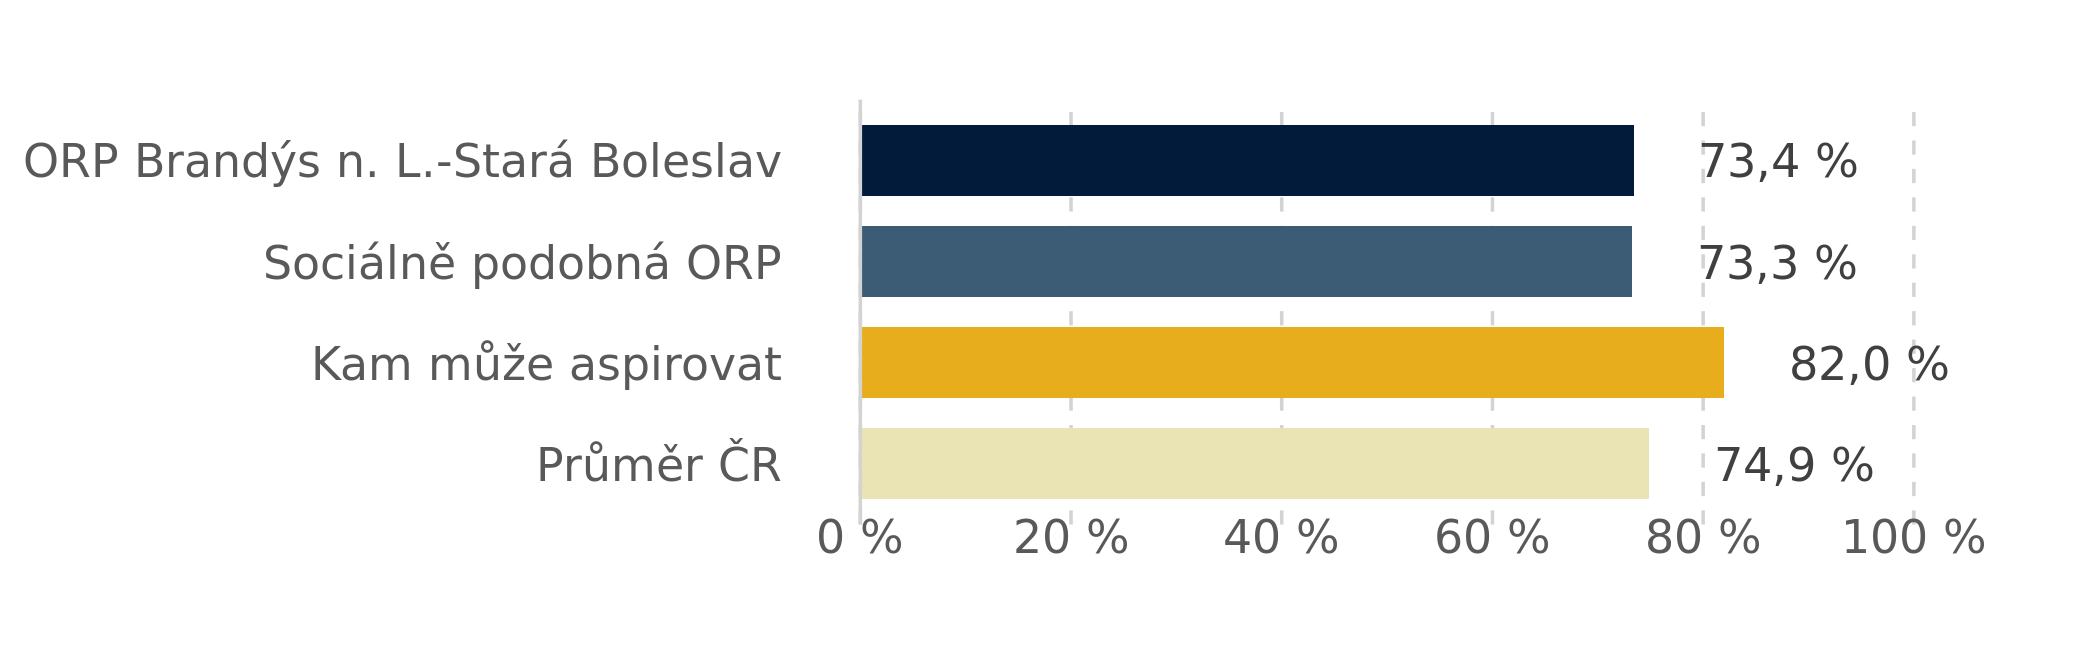 ORP Brandýs n. L.-Stará Boleslav 73,4 %
Sociálně podobná ORP 73,3 %
Kam může aspirovat 82,0 %
Průměr ČR 74,9 %
0 % 20 % 40 % 60 % 80 % 100 %